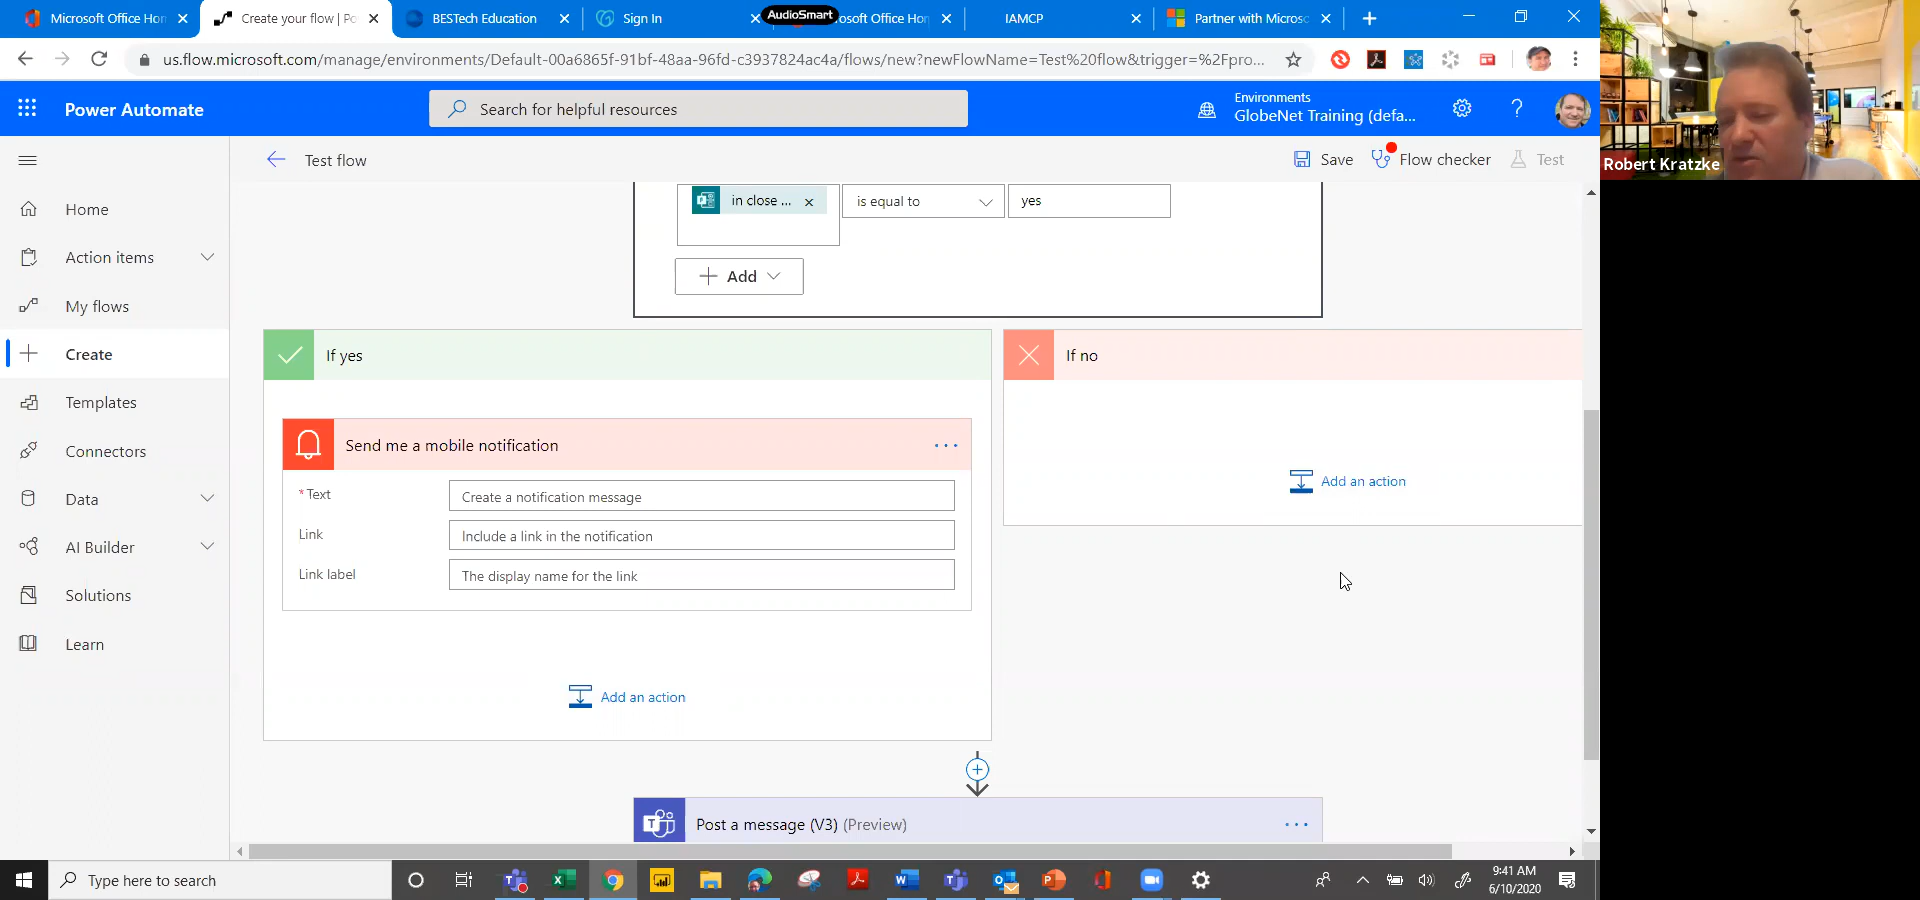 Microsoft Office Hon
Create your flow | Po
BESTech Education
Sign In
AudioSmart
osoft Office Hon
IAMCP
Partner with Microsc
us.flow.microsoft.com/manage/environments/Default-00a6865f-91bf-48aa-96fd-c3937824ac4a/flows/new?newFlowName=Test%20flow&trigger=%2Fpro...
Power Automate
Search for helpful resources
Environments
GlobeNet Training (defa...
Robert Kratzke
Test flow
Save
Flow checker
Test
Home
Action items
My flows
Create
Templates
Connectors
Data
AI Builder
Solutions
Learn
in close ...
is equal to
yes
Add
If yes
If no
Send me a mobile notification
* Text
Create a notification message
Link
Include a link in the notification
Link label
The display name for the link
Add an action
Add an action
Post a message (V3) (Preview)
Type here to search
9:41 AM
6/10/2020